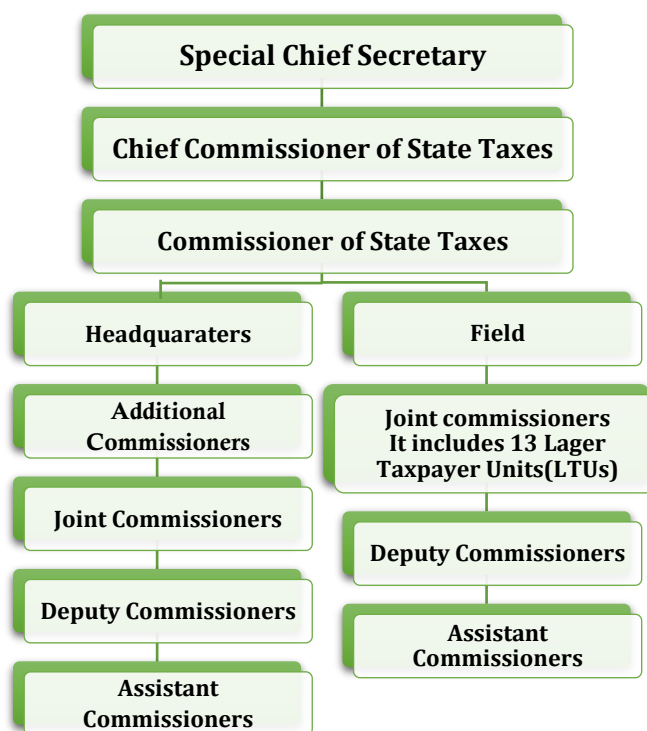 Special Chief Secretary
Chief Commissioner of State Taxes
Commissioner of State Taxes
Headquaraters
Additional
Commissioners
Joint Commissioners
Deputy Commissioners
Assistant
Commissioners
Field
Joint commissioners
It includes 13 Lager
Taxpayer Units(LTUs)
Deputy Commissioners
Assistant
Commissioners